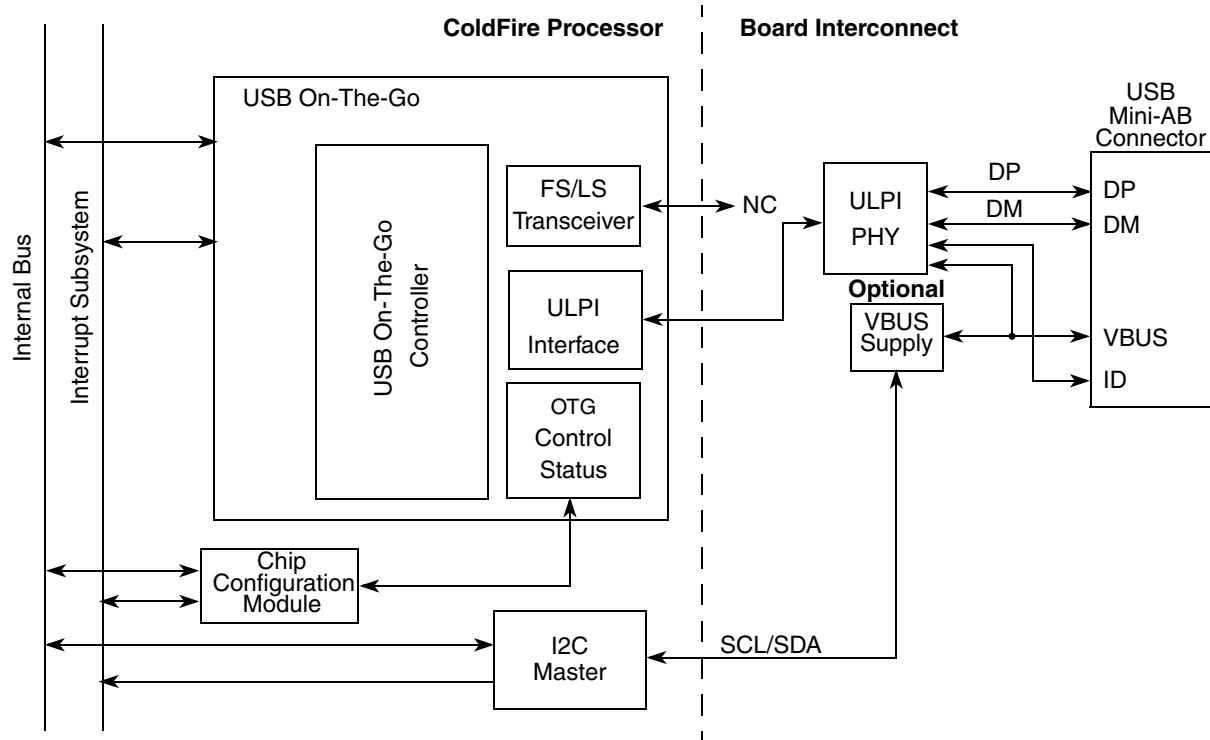 ColdFire Processor
Board Interconnect
USB On-The-Go
USB
Mini-AB
Connector
Internal Bus
Interrupt Subsystem
USB On-The-Go
Controller
FS/LS
Transceiver
NC
ULPI
PHY
DP
DM
DP
DM
VBUS
ID
ULPI
Interface
Optional
VBUS
Supply
OTG
Control
Status
Chip
Configuration
Module
I2C
Master
SCL/SDA